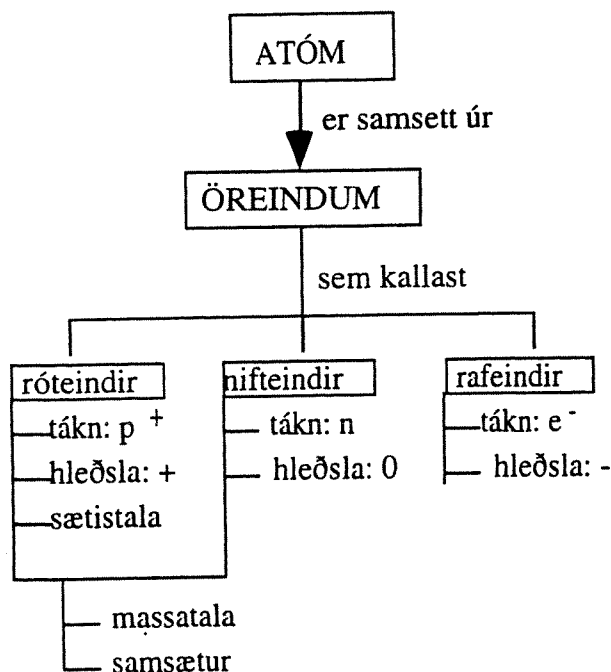 ATÓM
er samsett úr
ÖREINDUM
sem kallast
róteindir
tákn: p +
hleðsla: +
sætistala
nifteindir
tákn: n
hleðsla: 0
rafeindir
tákn: e -
hleðsla: -
massatala
samsætur